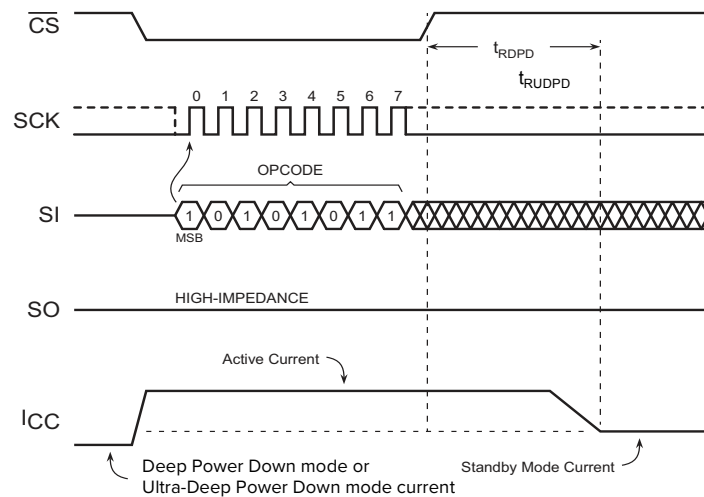 CS
tRDPD
tRUDPD
0 1 2 3 4 5 6 7
SCK
OPCODE
SI
1 0 1 0 1 0 1 1
MSB
HIGH-IMPEDANCE
SO
Active Current
ICC
Deep Power Down mode or
Ultra-Deep Power Down mode current
Standby Mode Current